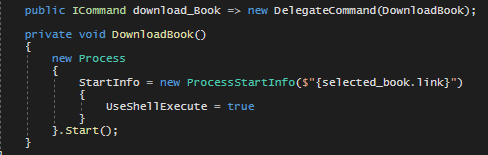 public ICommand download_Book => new DelegateCommand(DownloadBook);
private void DownloadBook()
{
new Process
{
StartInfo = new ProcessStartInfo($"{selected_book.link}")
{
UseShellExecute = true
}
}.Start();
}